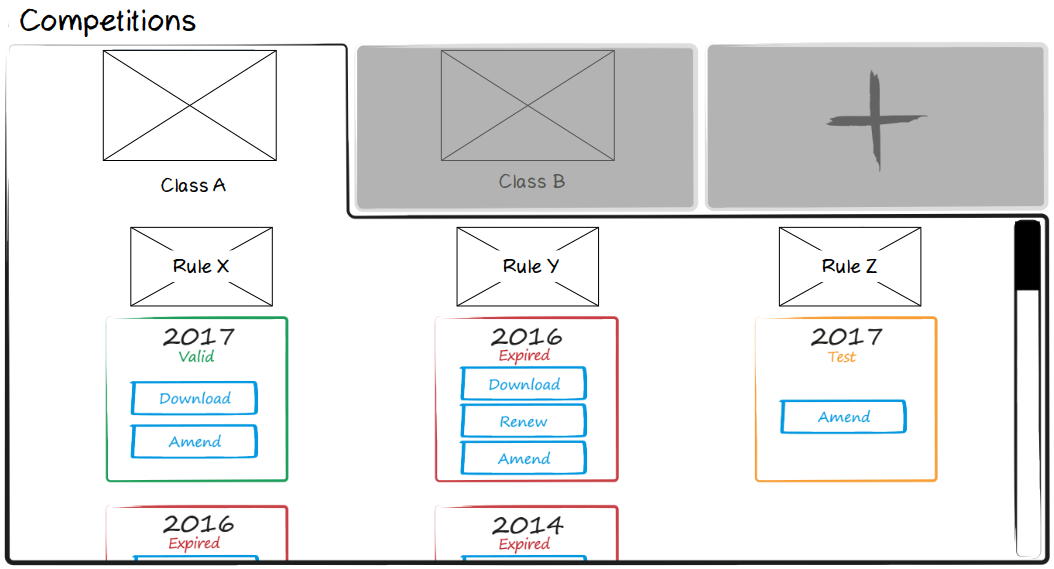 Competitions
Class A
Class B
Rule X
Rule Y
Rule Z
2017
Valid
Download
Amend
2016
Expired
Download
Renew
Amend
2017
Test
Amend
2016
Expired
2014
Expired